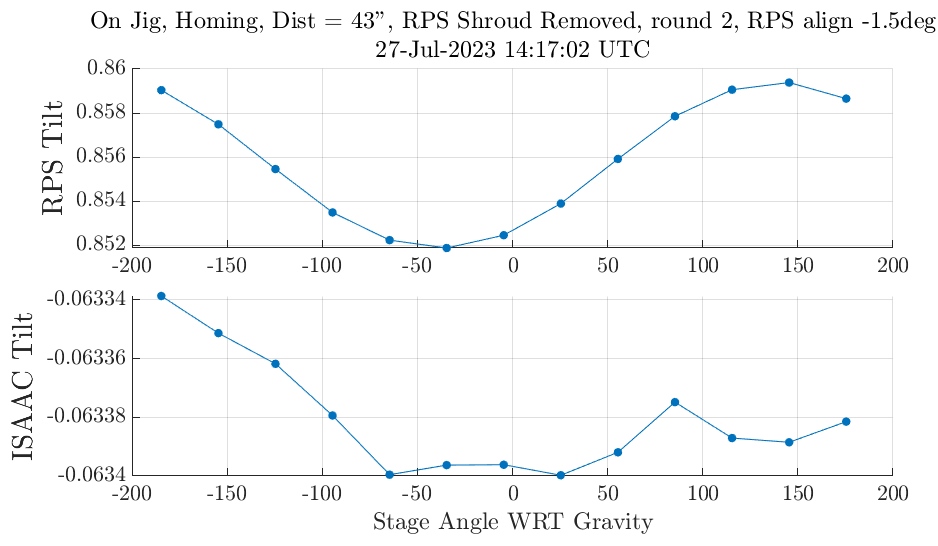 On Jig, Homing, Dist = 43”, RPS Shroud Removed, round 2, RPS align -1.5deg
27-Jul-2023 14:17:02 UTC
RPS Tilt
0.86
0.858
0.856
0.854
0.852
-200 -150 -100 -50 0 50 100 150 200
ISAAC Tilt
-0.06334
-0.06336
-0.06338
-0.0634
-200 -150 -100 -50 0 50 100 150 200
Stage Angle WRT Gravity